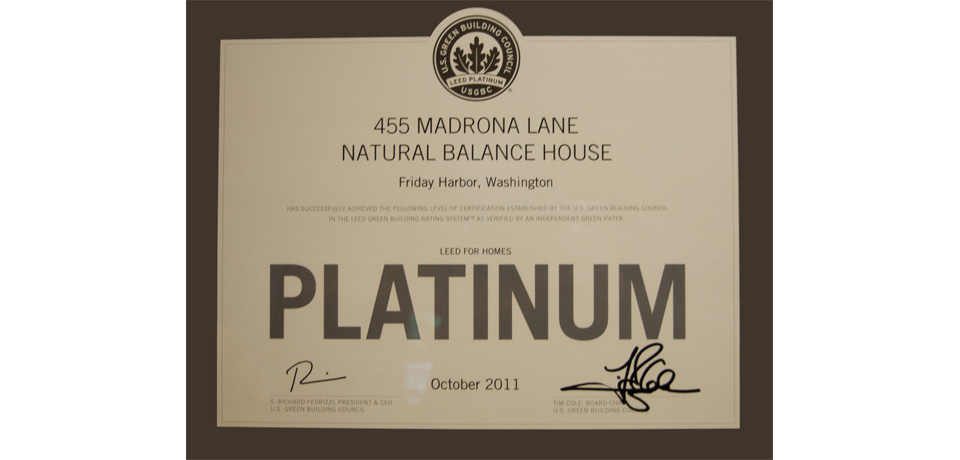 U.S. GREEN BUILDING COUNCIL
LEED PLATINUM
USGBC
455 MADRONA LANE
NATURAL BALANCE HOUSE
Friday Harbor, Washington
HAS SUCCESSFULLY ACHIEVED THE FOLLOWING LEVEL OF CERTIFICATION ESTABLISHED BY THE U.S. GREEN BUILDING COUNCIL
IN THE LEED GREEN BUILDING RATING SYSTEM™ AS VERIFIED BY AN INDEPENDENT GREEN RATER.
LEED FOR HOMES
PLATINUM
October 2011
S. RICHARD FEDRIZZI, PRESIDENT & CEO
U.S. GREEN BUILDING COUNCIL
TIM COLE, BOARD
U.S. GREEN BUILDING